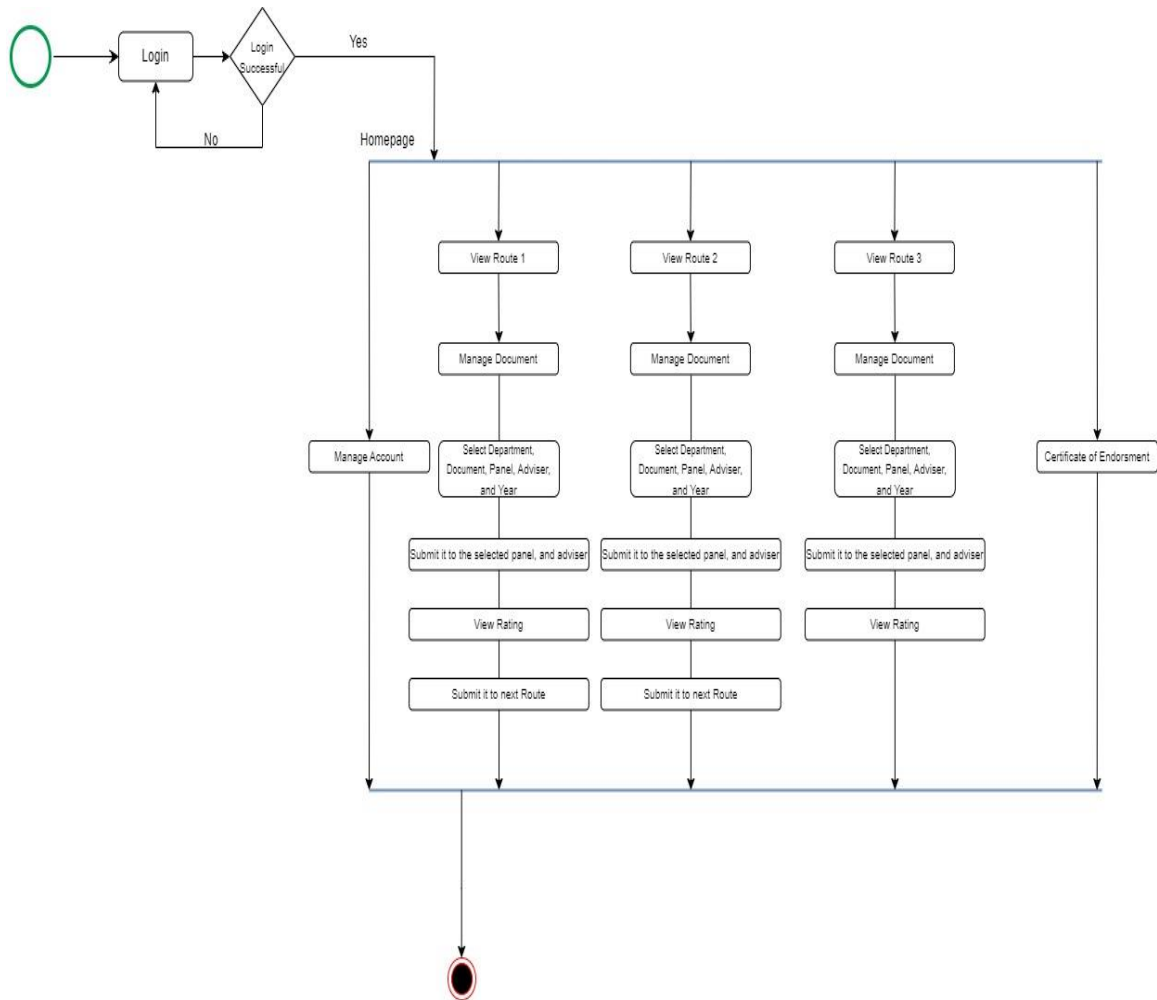 Login
Login
Successful
Yes
No
Homepage
View Route 1
View Route 2
View Route 3
Manage Document
Manage Document
Manage Document
Manage Account
Select Department,
Document, Panel, Adviser,
and Year
Select Department,
Document, Panel, Adviser,
and Year
Select Department,
Document, Panel, Adviser,
and Year
Certificate of Endorsment
Submit it to the selected panel, and adviser
Submit it to the selected panel, and adviser
Submit it to the selected panel, and adviser
View Rating
View Rating
View Rating
Submit it to next Route
Submit it to next Route